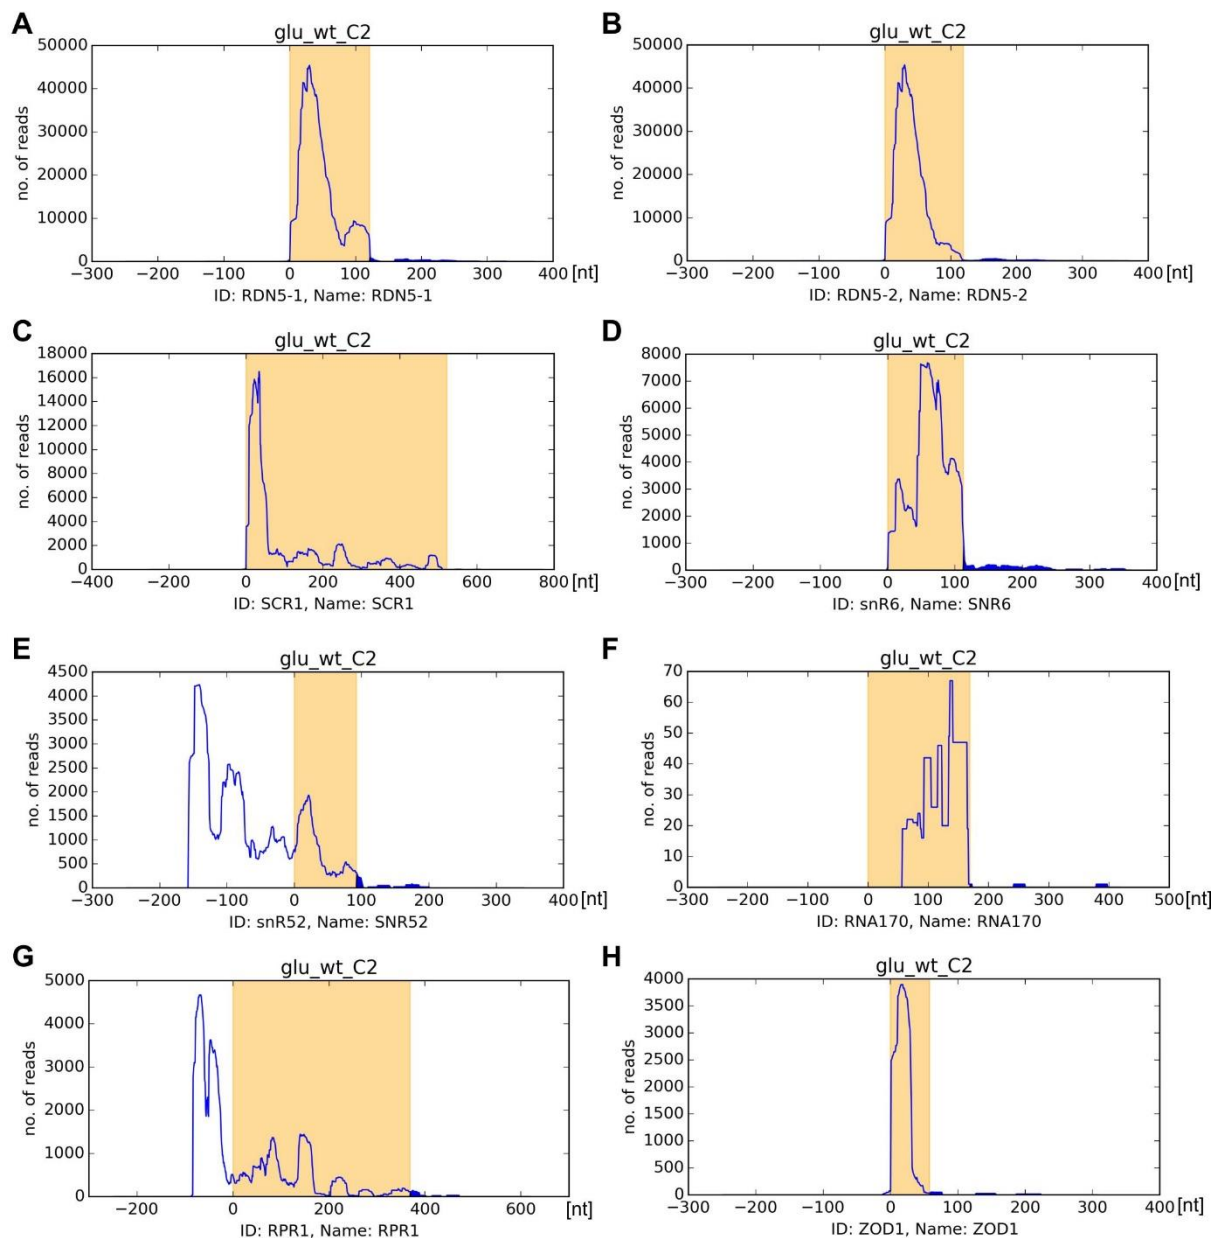 A
glu_wt_C2
50000
40000
30000
20000
10000
0
no. of reads
−300 −200 −100 0 100 200 300 400 [nt]
ID: RDN5-1, Name: RDN5-1
B
glu_wt_C2
50000
40000
30000
20000
10000
0
no. of reads
−300 −200 −100 0 100 200 300 400 [nt]
ID: RDN5-2, Name: RDN5-2
C
glu_wt_C2
18000
16000
14000
12000
10000
8000
6000
4000
2000
0
no. of reads
−400 −200 0 200 400 600 800 [nt]
ID: SCR1, Name: SCR1
D
glu_wt_C2
8000
7000
6000
5000
4000
3000
2000
1000
0
no. of reads
−300 −200 −100 0 100 200 300 400 [nt]
ID: snR6, Name: SNR6
E
glu_wt_C2
4500
4000
3500
3000
2500
2000
1500
1000
500
0
no. of reads
−300 −200 −100 0 100 200 300 400 [nt]
ID: snR52, Name: SNR52
F
glu_wt_C2
70
60
50
40
30
20
10
0
no. of reads
−300 −200 −100 0 100 200 300 400 500 [nt]
ID: RNA170, Name: RNA170
G
glu_wt_C2
5000
4000
3000
2000
1000
0
no. of reads
−200 0 200 400 600 [nt]
ID: RPR1, Name: RPR1
H
glu_wt_C2
4000
3500
3000
2500
2000
1500
1000
500
0
no. of reads
−300 −200 −100 0 100 200 300 400 [nt]
ID: ZOD1, Name: ZOD1